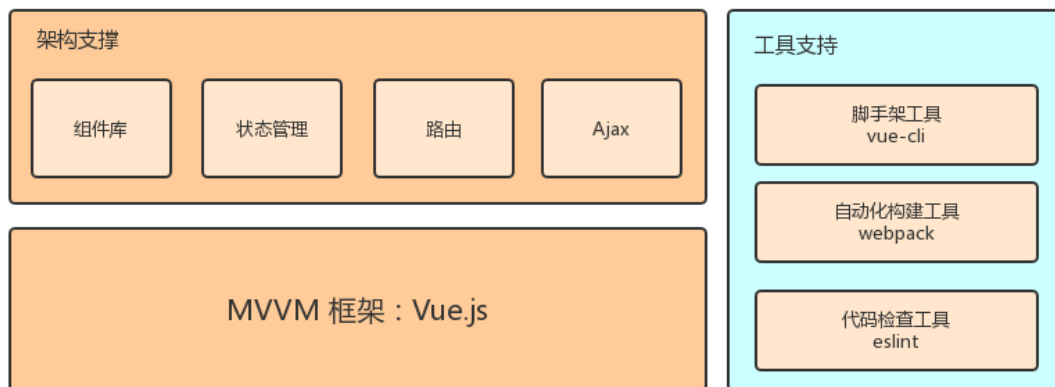 架构支撑
组件库
状态管理
路由
Ajax
MVVM 框架：Vue.js
工具支持
脚手架工具
vue-cli
自动化构建工具
webpack
代码检查工具
eslint